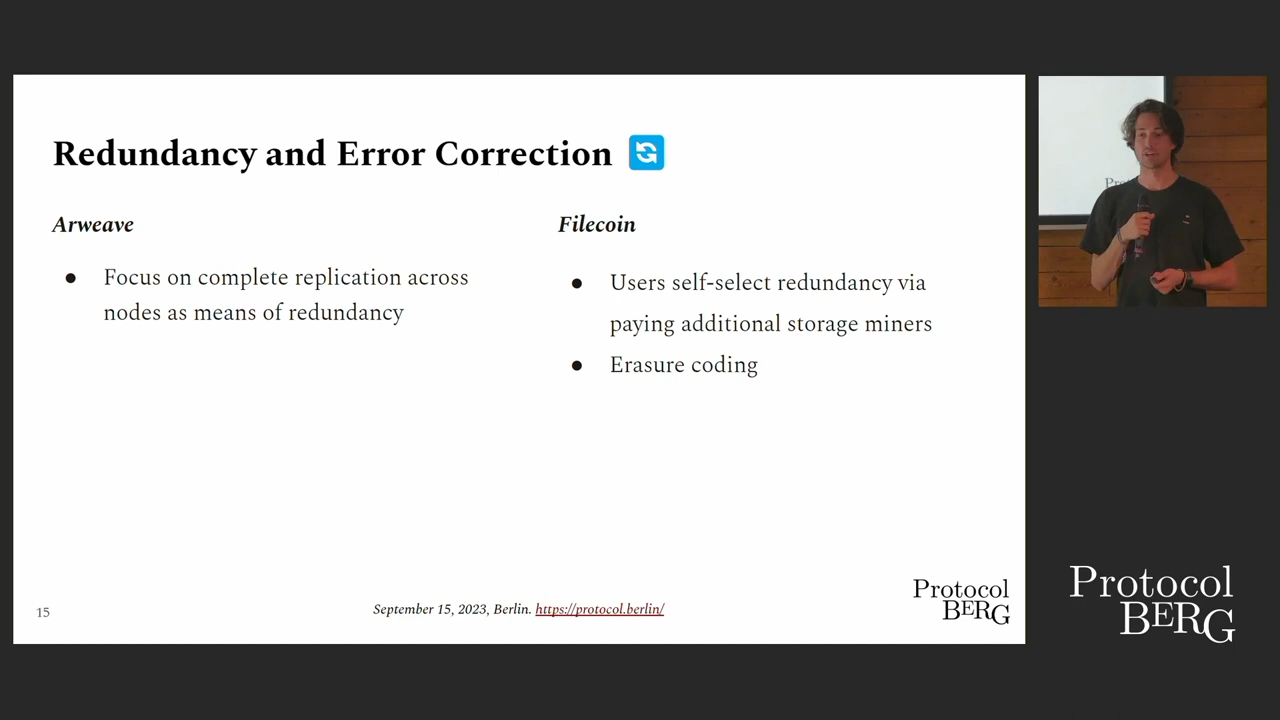 Redundancy and Error Correction
Arweave
● Focus on complete replication across
nodes as means of redundancy
Filecoin
● Users self-select redundancy via
paying additional storage miners
● Erasure coding
15
September 15, 2023, Berlin. https://protocol.berlin/
Protocol
BERG
Protocol
BERG